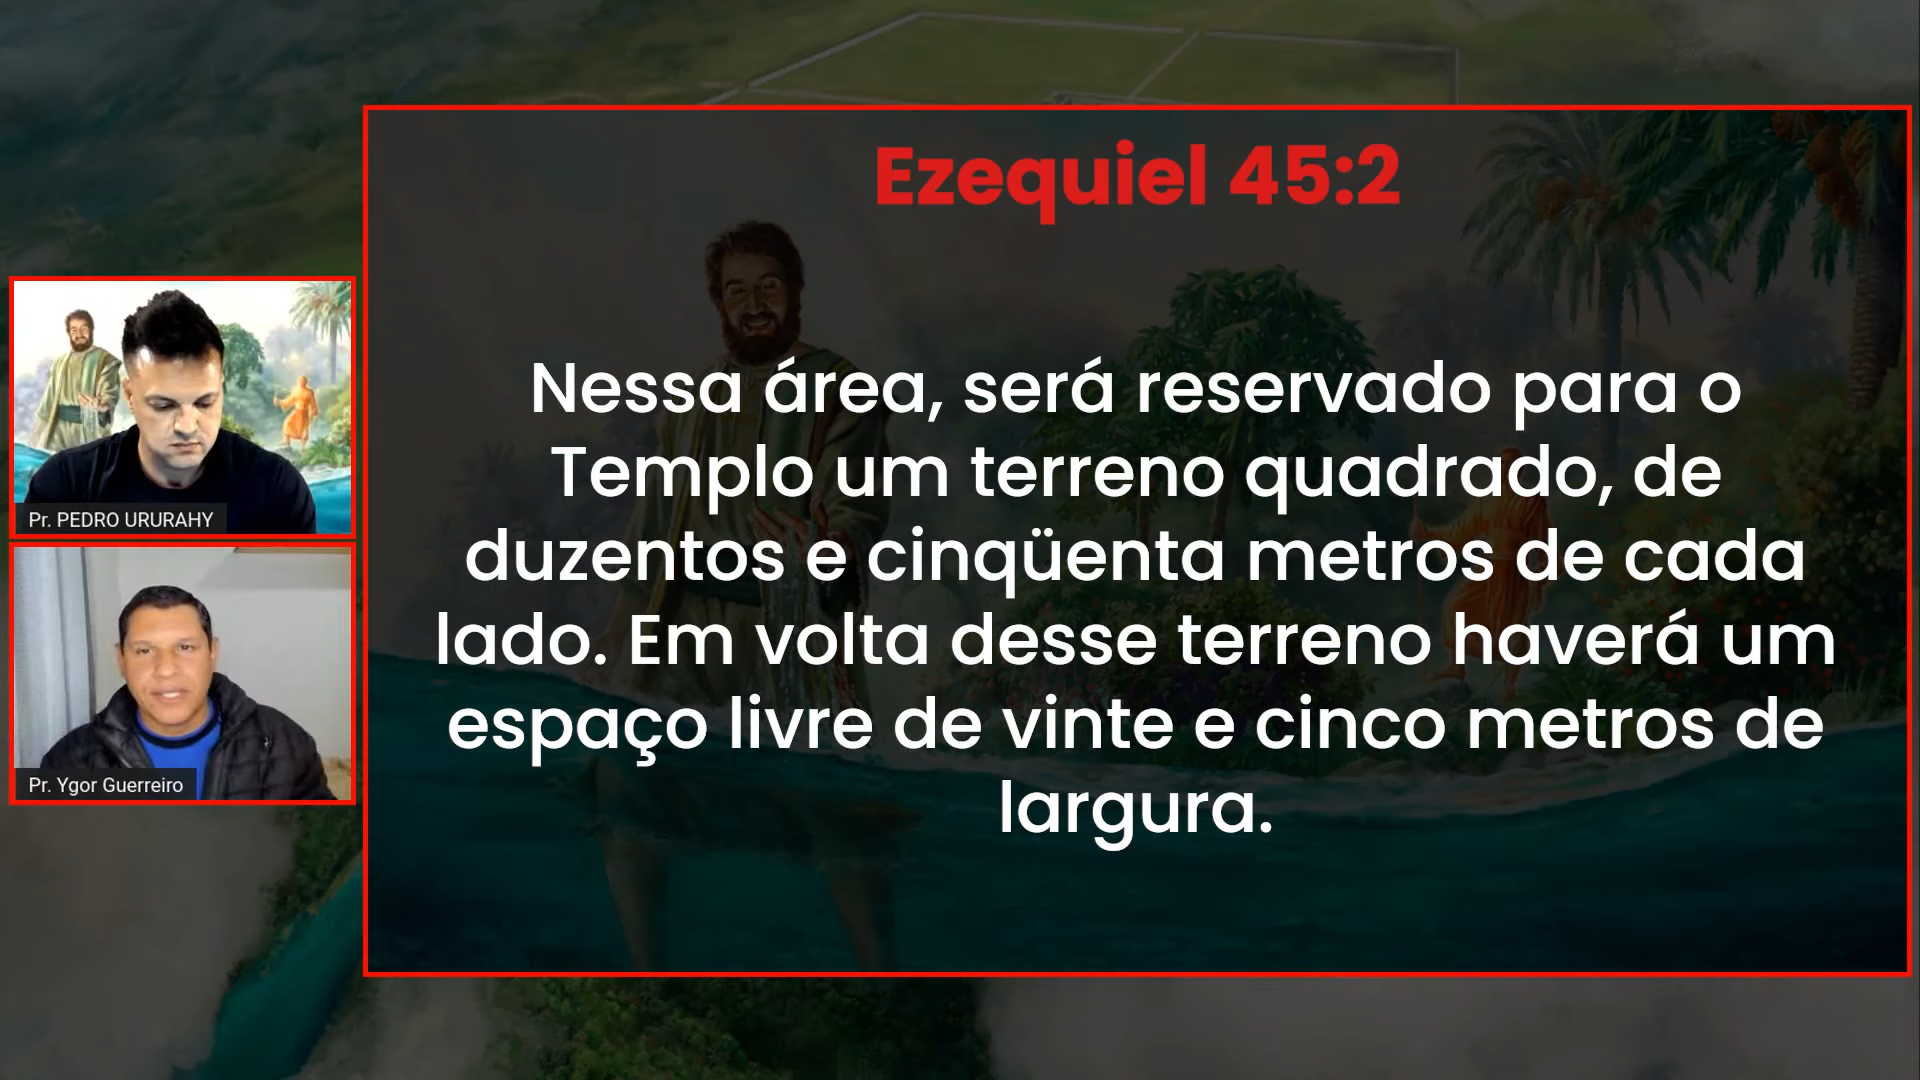 Ezequiel 45:2
Nessa área, será reservado para o
Templo um terreno quadrado, de
duzentos e cinqüenta metros de cada
lado. Em volta desse terreno haverá um
espaço livre de vinte e cinco metros de
largura.
Pr. PEDRO URURAHY
Pr. Ygor Guerreiro